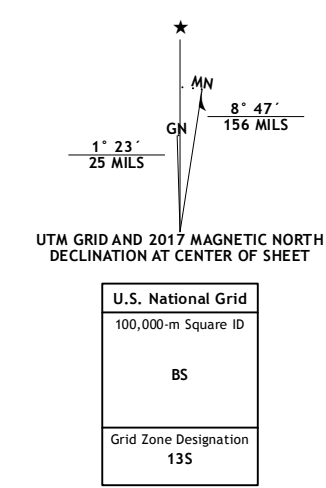 ★
MN
GN
8° 47´
156 MILS
1° 23´
25 MILS
UTM GRID AND 2017 MAGNETIC NORTH
DECLINATION AT CENTER OF SHEET
U.S. National Grid
100,000-m Square ID
BS
Grid Zone Designation
13S